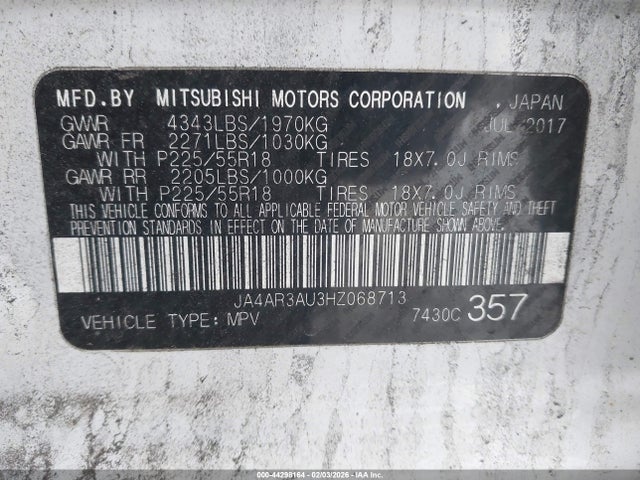 MFD.BY MITSUBISHI MOTORS CORPORATION , JAPAN
GVWR 4343LBS/1970KG JUL 2017
GAWR FR 2271LBS/1030KG
WITH P225/55R18 TIRES 18X7.0J RIMS
GAWR RR 2205LBS/1000KG
WITH P225/55R18 TIRES 18X7.0J RIMS
THIS VEHICLE CONFORMS TO ALL APPLICABLE FEDERAL MOTOR VEHICLE SAFETY AND THEFT
PREVENTION STANDARDS IN EFFECT ON THE DATE OF MANUFACTURE SHOWN ABOVE.
JA4AR3AU3HZ068713
VEHICLE TYPE: MPV 7430C 357
000-44298164 - 02/03/2026 - © IAA Holdings, LLC